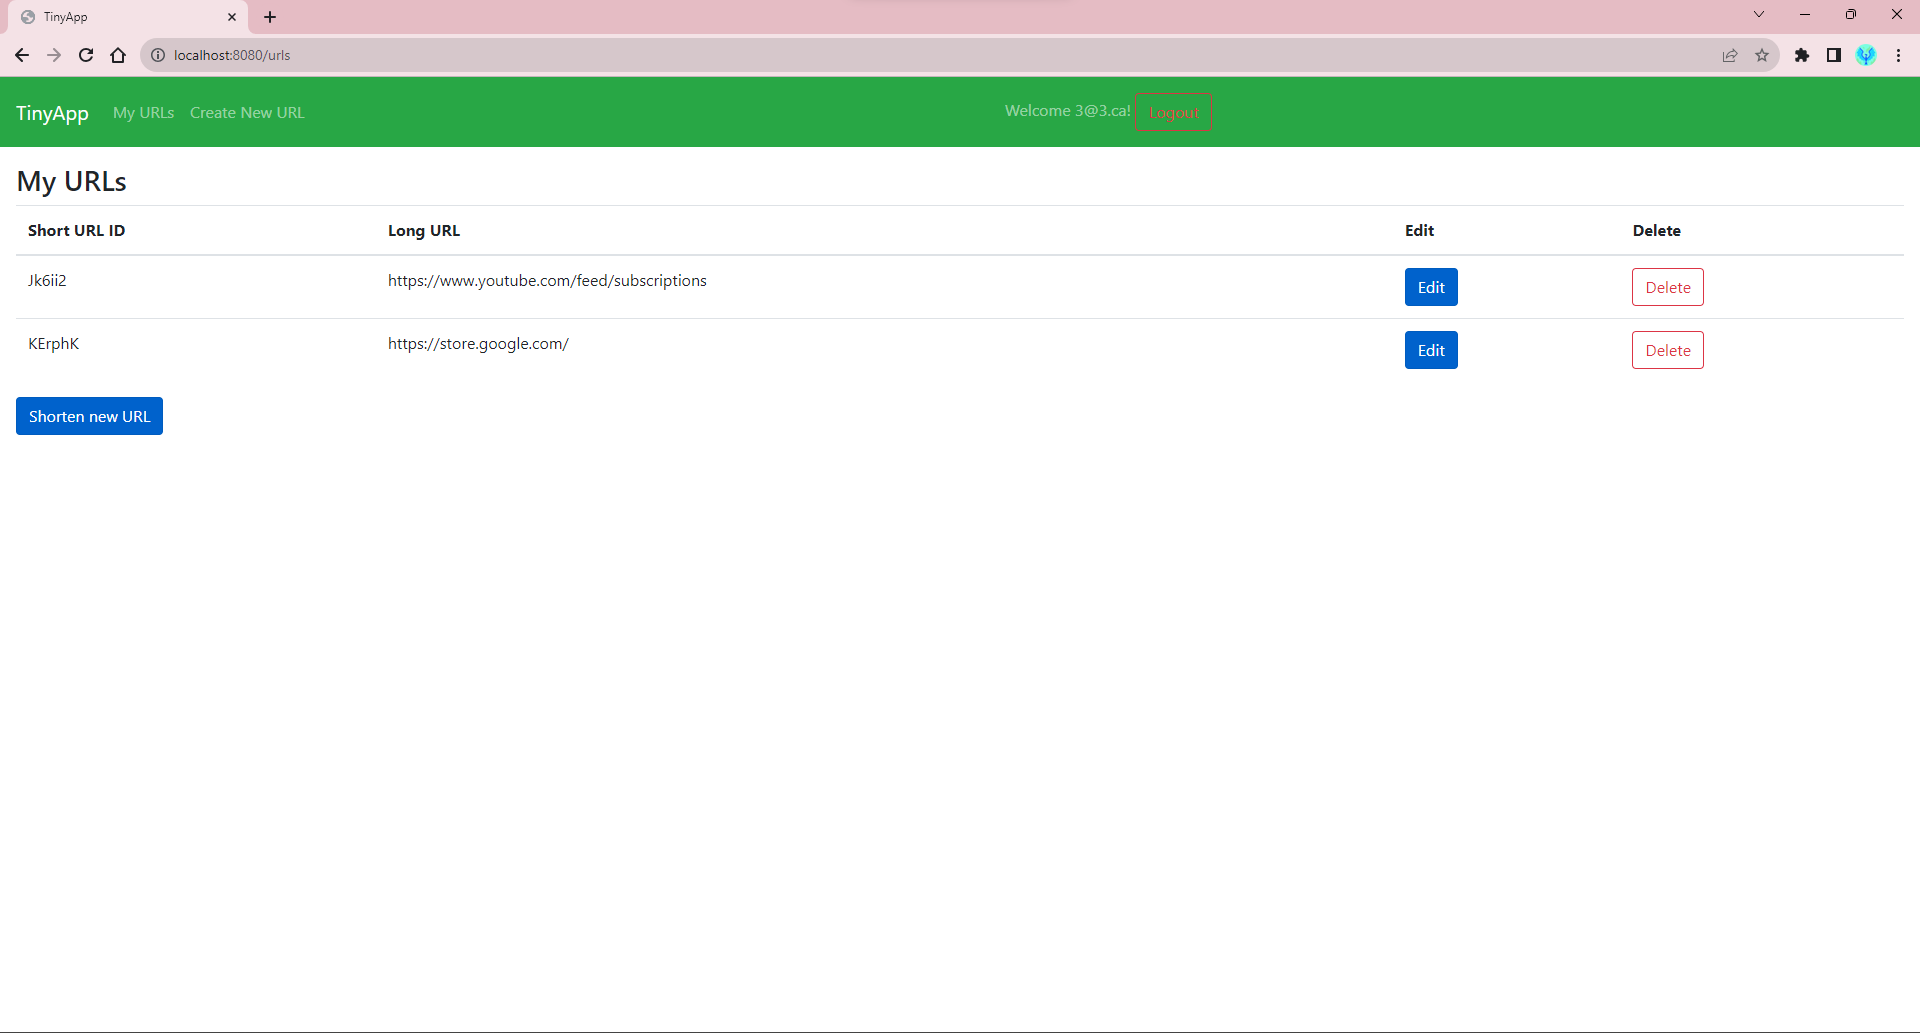 TinyApp
localhost:8080/urls
TinyApp My URLs Create New URL Welcome 3@3.ca! Logout
My URLs
Short URL ID Long URL Edit Delete
Jk6ii2 https://www.youtube.com/feed/subscriptions Edit Delete
KErphK https://store.google.com/ Edit Delete
Shorten new URL